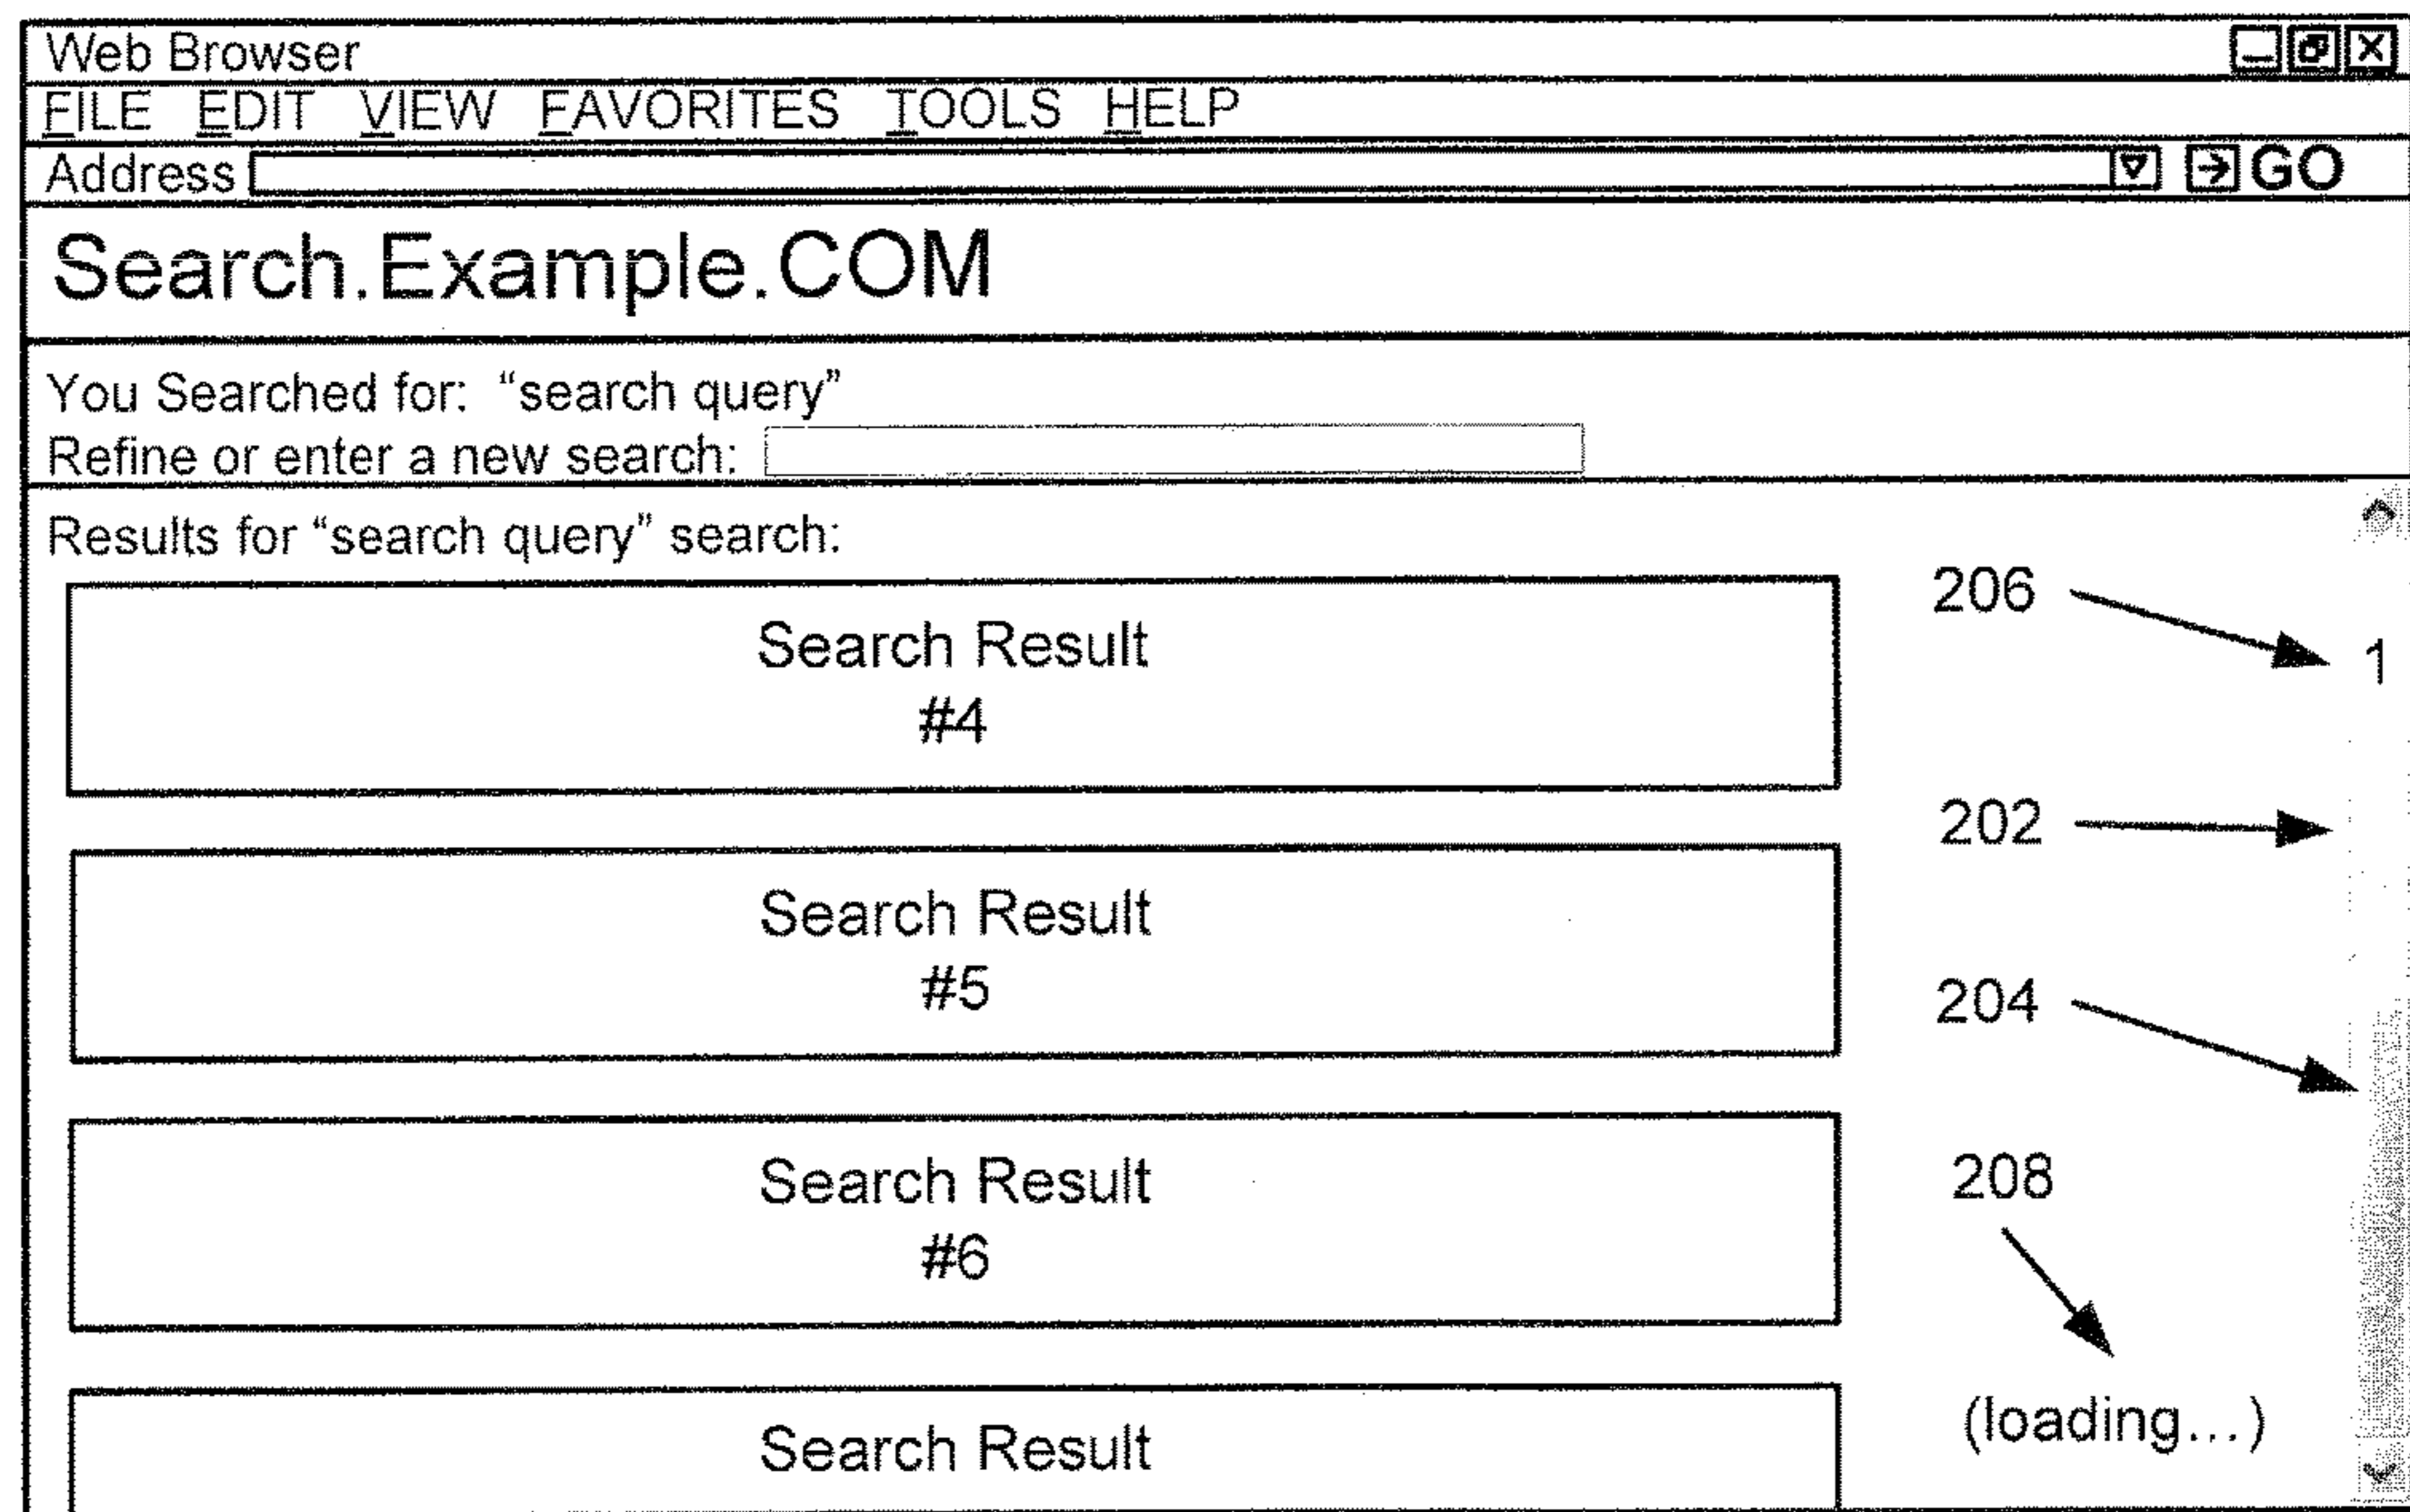 Web Browser
FILE EDIT VIEW FAVORITES TOOLS HELP
Address GO
Search.Example.COM
You Searched for: “search query”
Refine or enter a new search:
Results for “search query” search:
Search Result
#4
206
1
202
Search Result
#5
204
Search Result
#6
208
(loading...)
Search Result